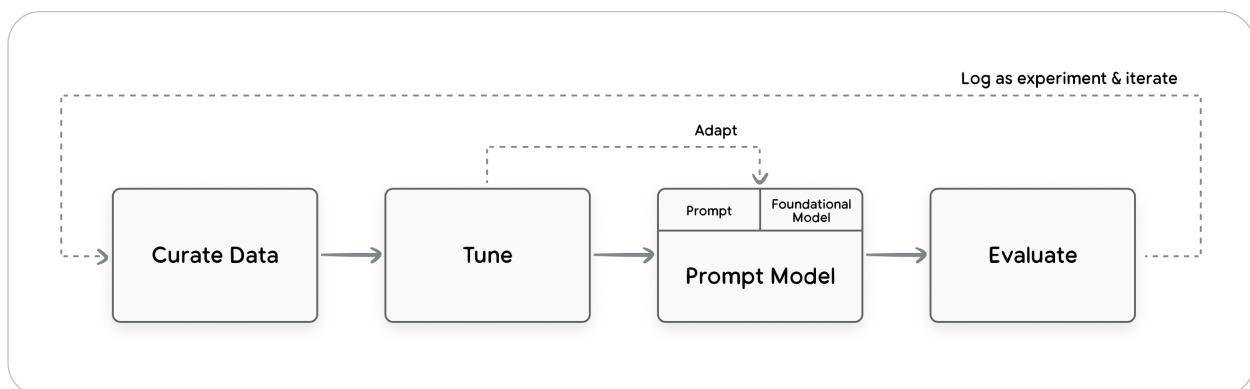 Log as experiment & iterate
Adapt
Prompt
Foundational
Model
Curate Data
Tune
Prompt Model
Evaluate